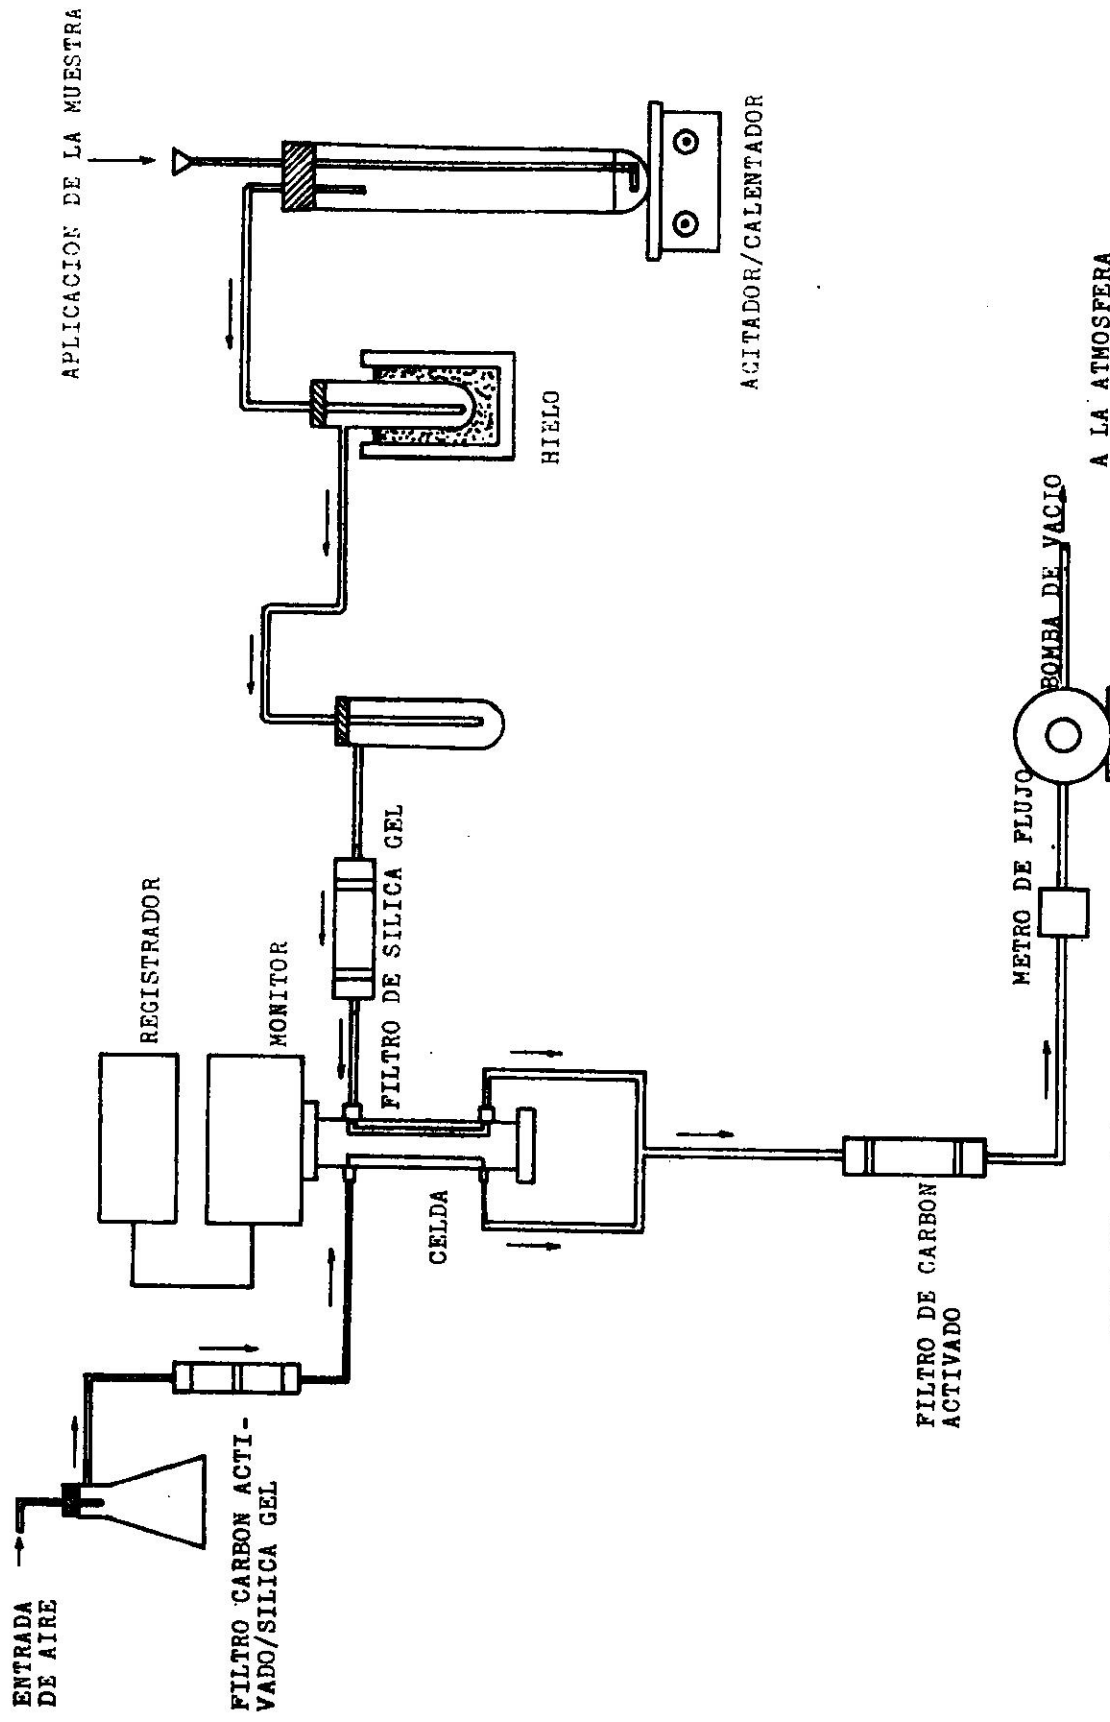 ENTRADA
DE AIRE
FILTRO CARBON ACTI-
VADO/SILICA GEL
REGISTRADOR
MONITOR
CELDA
FILTRO DE SILICA GEL
HIELO
APLICACION DE LA MUESTRA
ACITADOR/CALENTADOR
FILTRO DE CARBON
ACTIVADO
METRO DE FLUJO
BOMBA DE VACIO
A LA ATMOSFERA